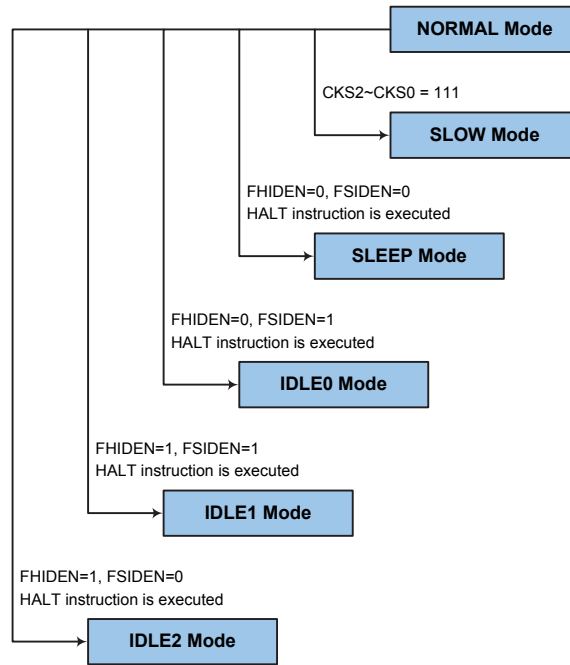 NORMAL Mode
CKS2~CKS0 = 111
SLOW Mode
FHIDEN=0, FSIDEN=0
HALT instruction is executed
SLEEP Mode
FHIDEN=0, FSIDEN=1
HALT instruction is executed
IDLE0 Mode
FHIDEN=1, FSIDEN=1
HALT instruction is executed
IDLE1 Mode
FHIDEN=1, FSIDEN=0
HALT instruction is executed
IDLE2 Mode